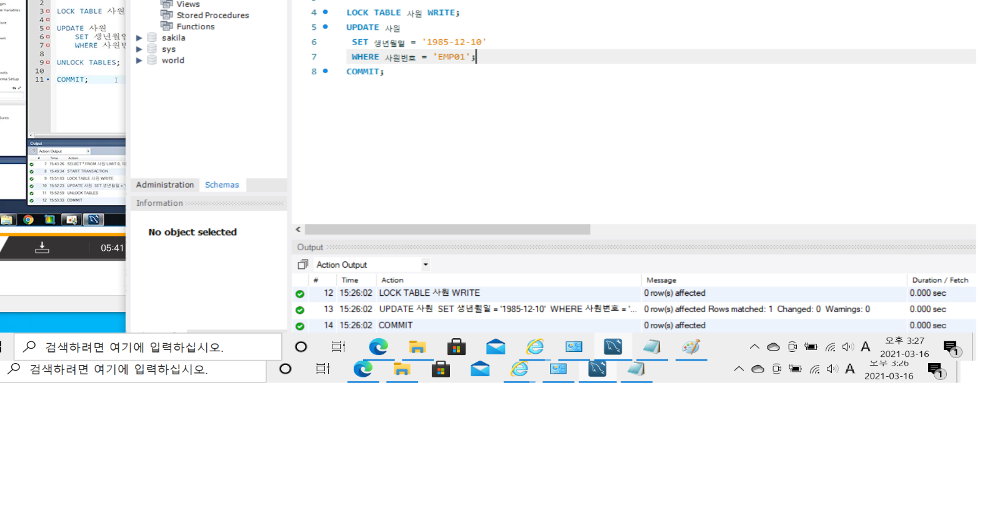 ges
m Variables
ore
wn
ports
ema Setup
dures
2
3 LOCK TABLE 사원
4
5 UPDATE 사원
6 SET 생년월일
7 WHERE 사원번
8
9 UNLOCK TABLES;
10
11 COMMIT;
Output
Action Output
# Time Action
7 15:43:26 SELECT * FROM 사원 LIMIT 0, 10
8 15:49:34 START TRANSACTION
9 15:51:03 LOCK TABLE 사원 WRITE
10 15:52:23 UPDATE 사원 SET 생년월일 = '
11 15:52:59 UNLOCK TABLES
12 15:53:33 COMMIT
05:41
Views
Stored Procedures
Functions
sakila
sys
world
Administration Schemas
Information
No object selected
4 LOCK TABLE 사원 WRITE;
5 UPDATE 사원
6 SET 생년월일 = '1985-12-10'
7 WHERE 사원번호 = 'EMP01';
8 COMMIT;
Output
Action Output
# Time Action Message Duration / Fetch
12 15:26:02 LOCK TABLE 사원 WRITE 0 row(s) affected 0.000 sec
13 15:26:02 UPDATE 사원 SET 생년월일 = '1985-12-10' WHERE 사원번호 = '... 0 row(s) affected Rows matched: 1 Changed: 0 Warnings: 0 0.000 sec
14 15:26:02 COMMIT 0 row(s) affected 0.000 sec
검색하려면 여기에 입력하십시오. A 오후 3:27
2021-03-16 1
검색하려면 여기에 입력하십시오. A 오후 3:26
2021-03-16 1